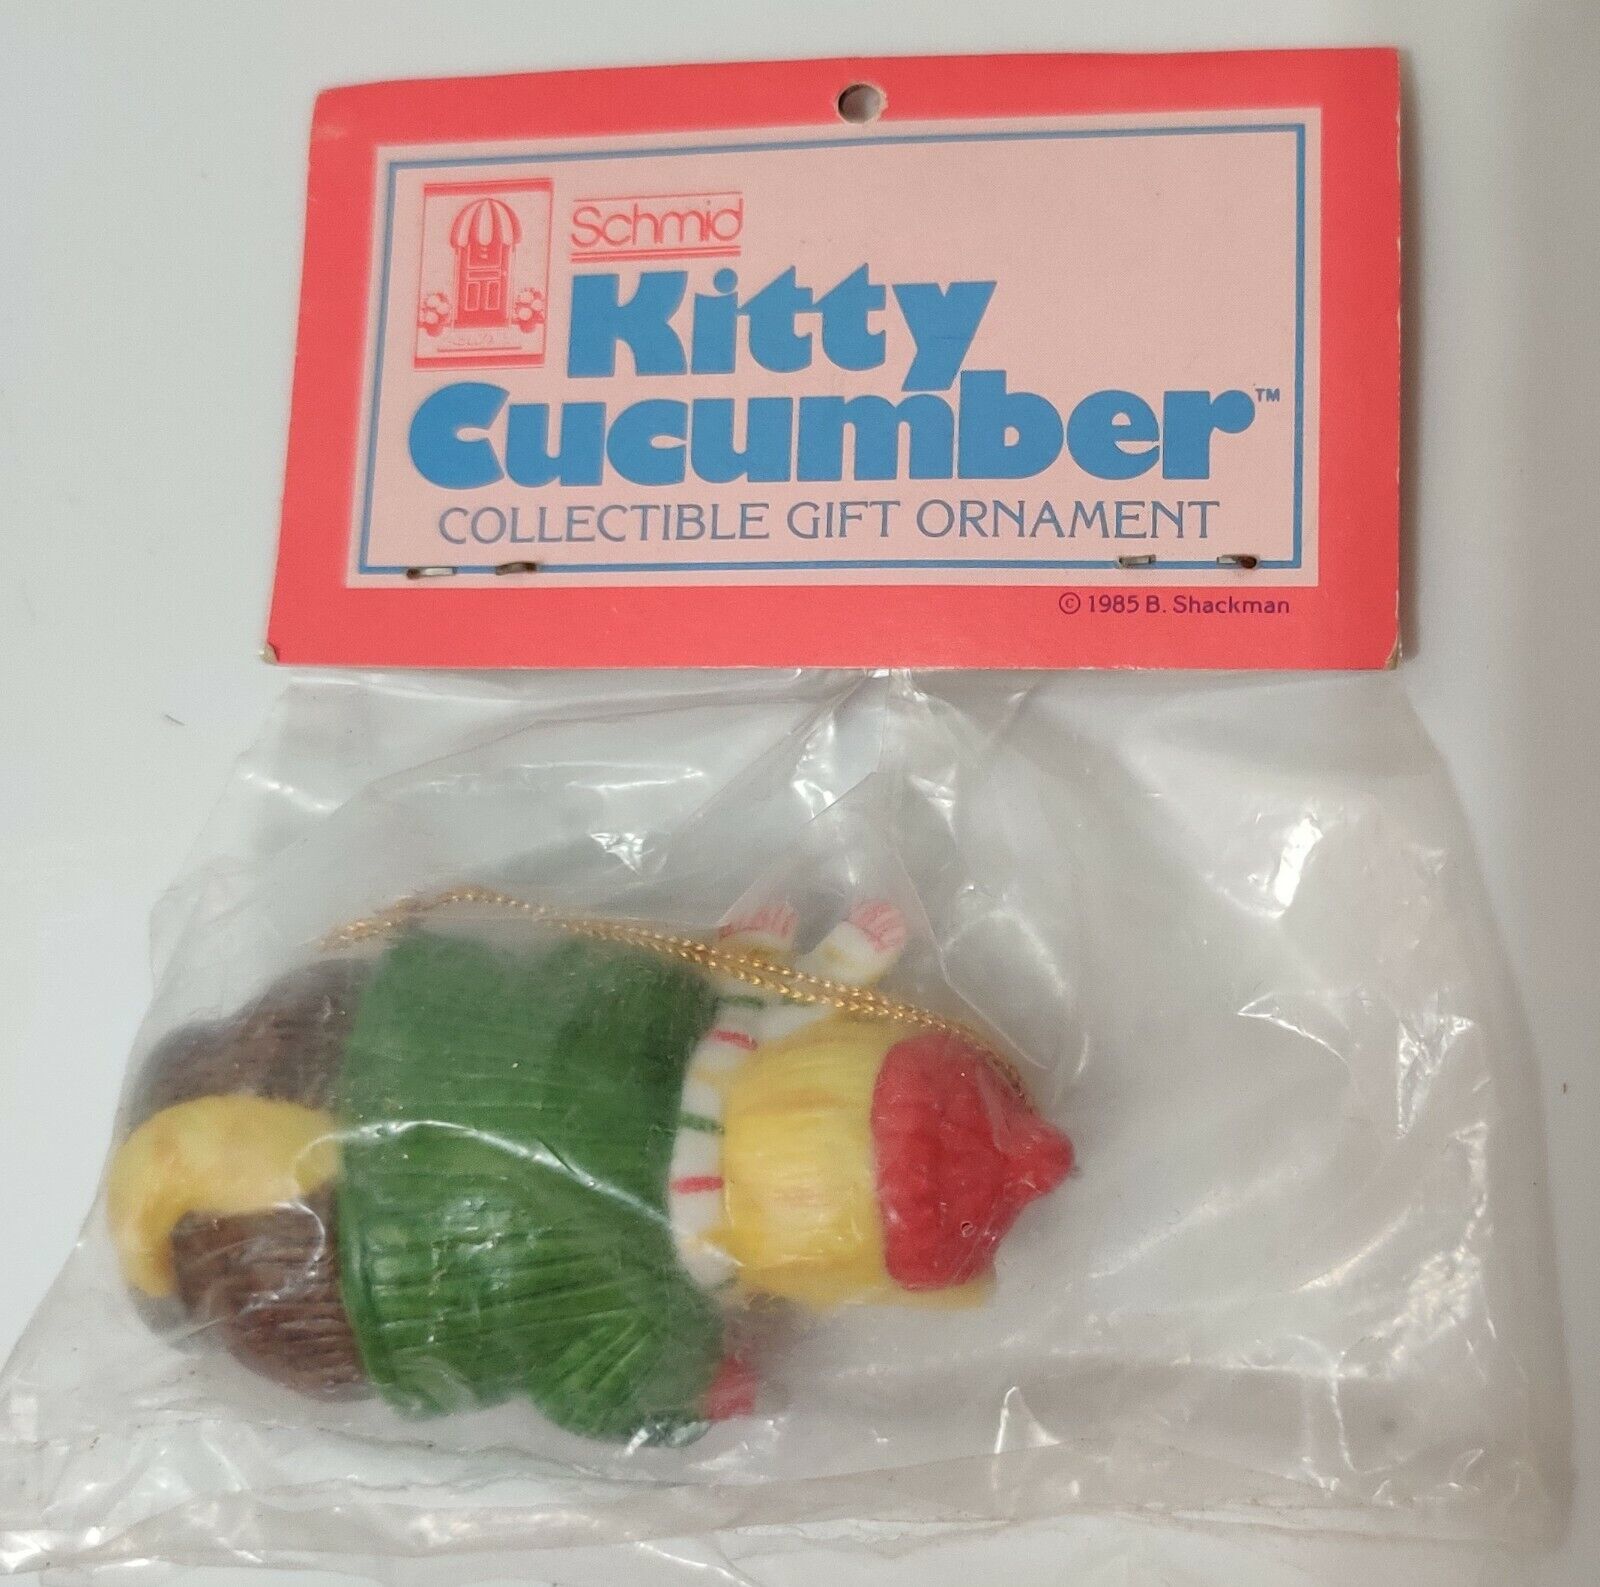 Schmid
Kitty
Cucumber™
COLLECTIBLE GIFT ORNAMENT
© 1985 B. Shackman